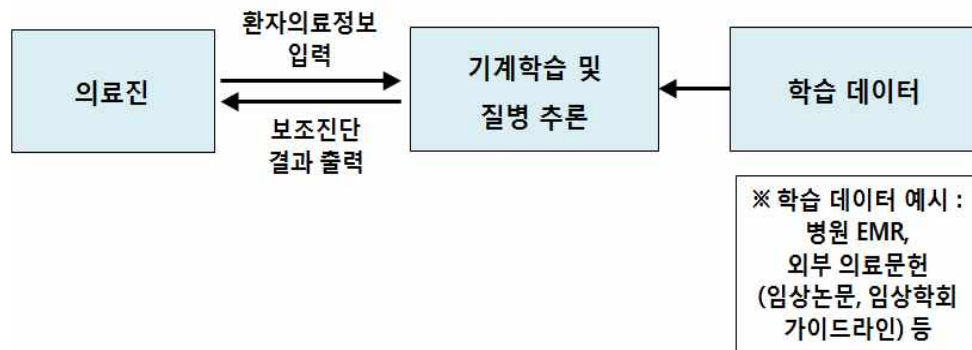 의료진
환자의료정보
입력
보조진단
결과 출력
기계학습 및
질병 추론
학습 데이터
※ 학습 데이터 예시 :
병원 EMR,
외부 의료문헌
(임상논문, 임상학회
가이드라인) 등